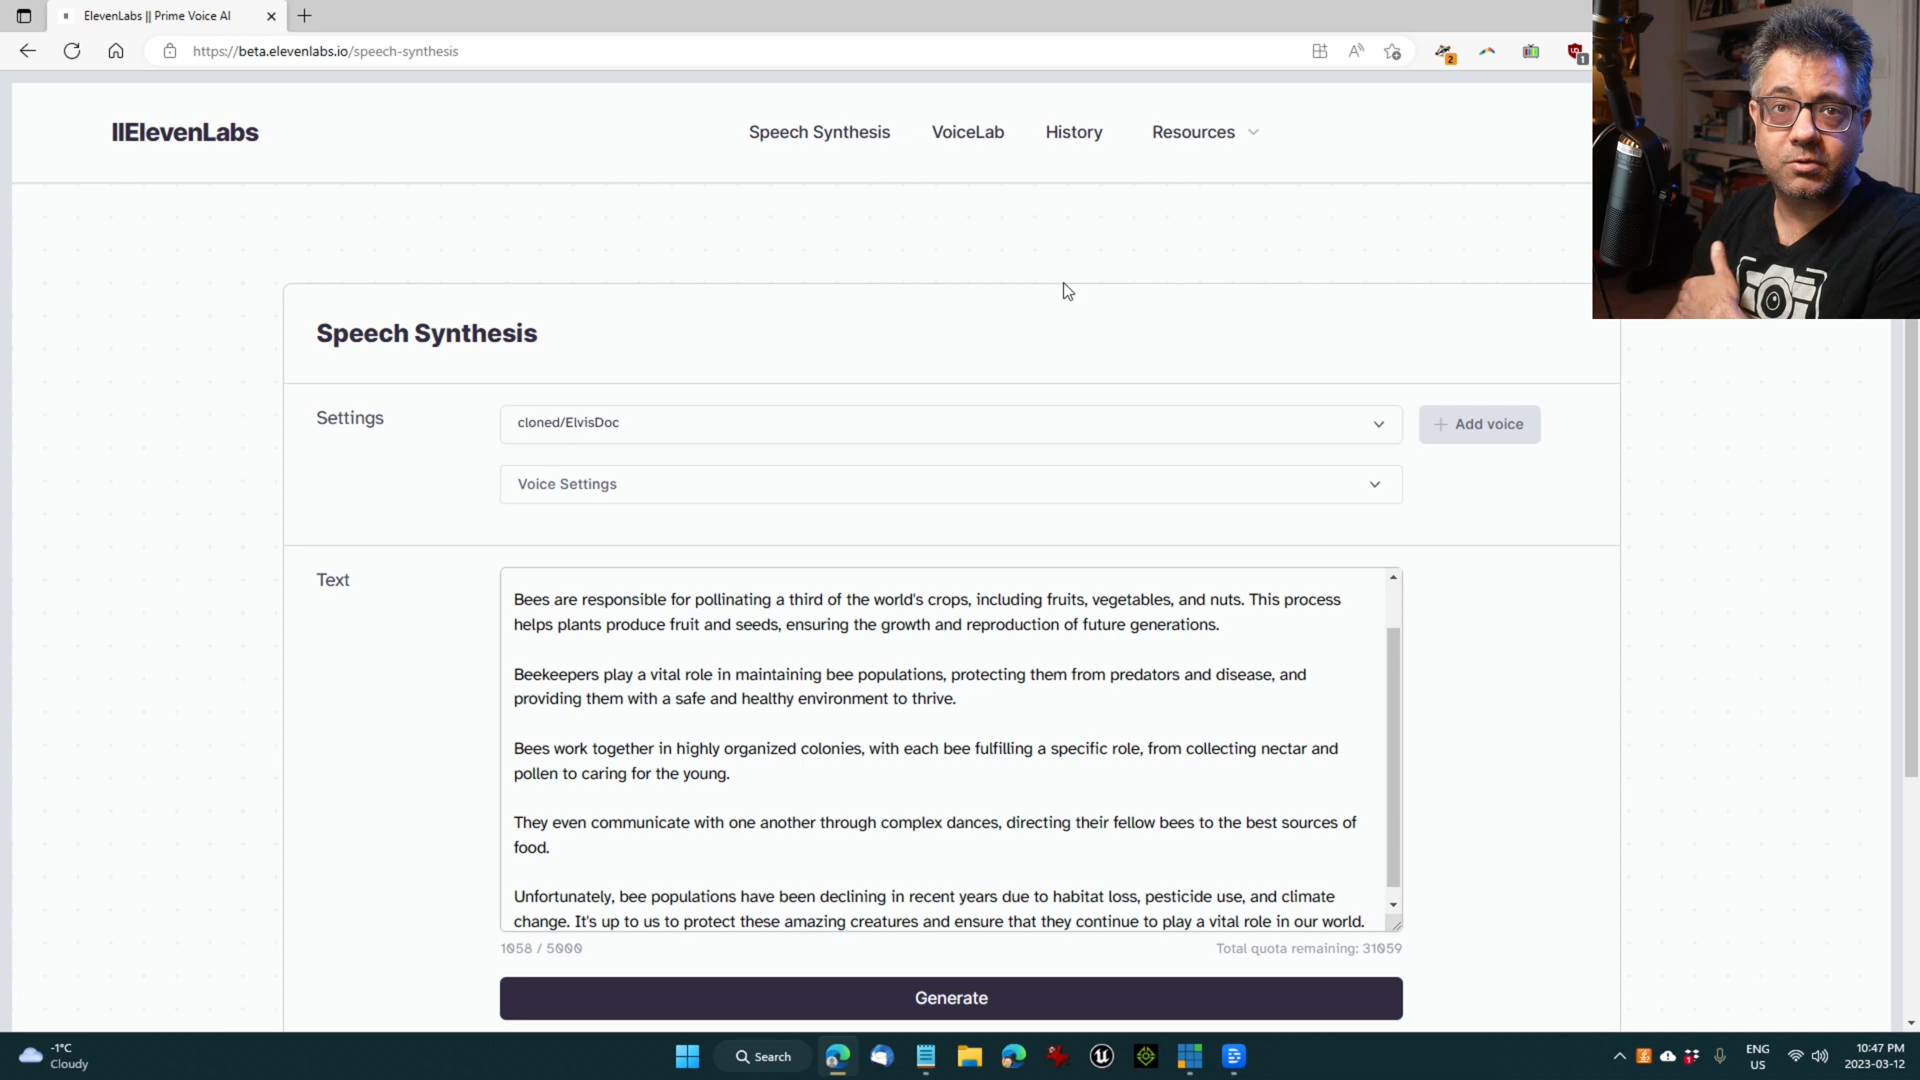 ElevenLabs || Prime Voice AI
https://beta.elevenlabs.io/speech-synthesis
2
1
IIElevenLabs
Speech Synthesis
VoiceLab
History
Resources
Speech Synthesis
Settings
cloned/ElvisDoc
+ Add voice
Voice Settings
Text
Bees are responsible for pollinating a third of the world's crops, including fruits, vegetables, and nuts. This process
helps plants produce fruit and seeds, ensuring the growth and reproduction of future generations.
Beekeepers play a vital role in maintaining bee populations, protecting them from predators and disease, and
providing them with a safe and healthy environment to thrive.
Bees work together in highly organized colonies, with each bee fulfilling a specific role, from collecting nectar and
pollen to caring for the young.
They even communicate with one another through complex dances, directing their fellow bees to the best sources of
food.
Unfortunately, bee populations have been declining in recent years due to habitat loss, pesticide use, and climate
change. It's up to us to protect these amazing creatures and ensure that they continue to play a vital role in our world.
1058 / 5000
Total quota remaining: 31059
Generate
-1°C
Cloudy
Search
ENG
US
10:47 PM
2023-03-12